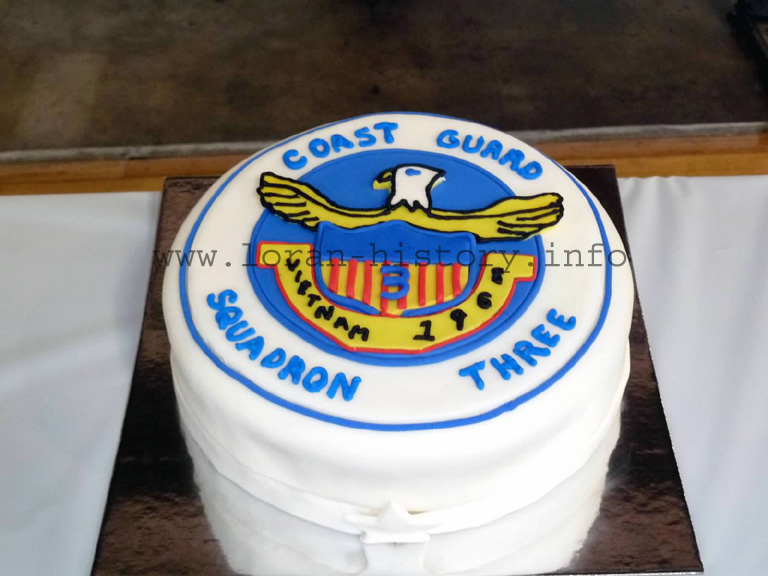 COAST GUARD
www.loran-history.info
3
VIETNAM 1968
SQUADRON THREE